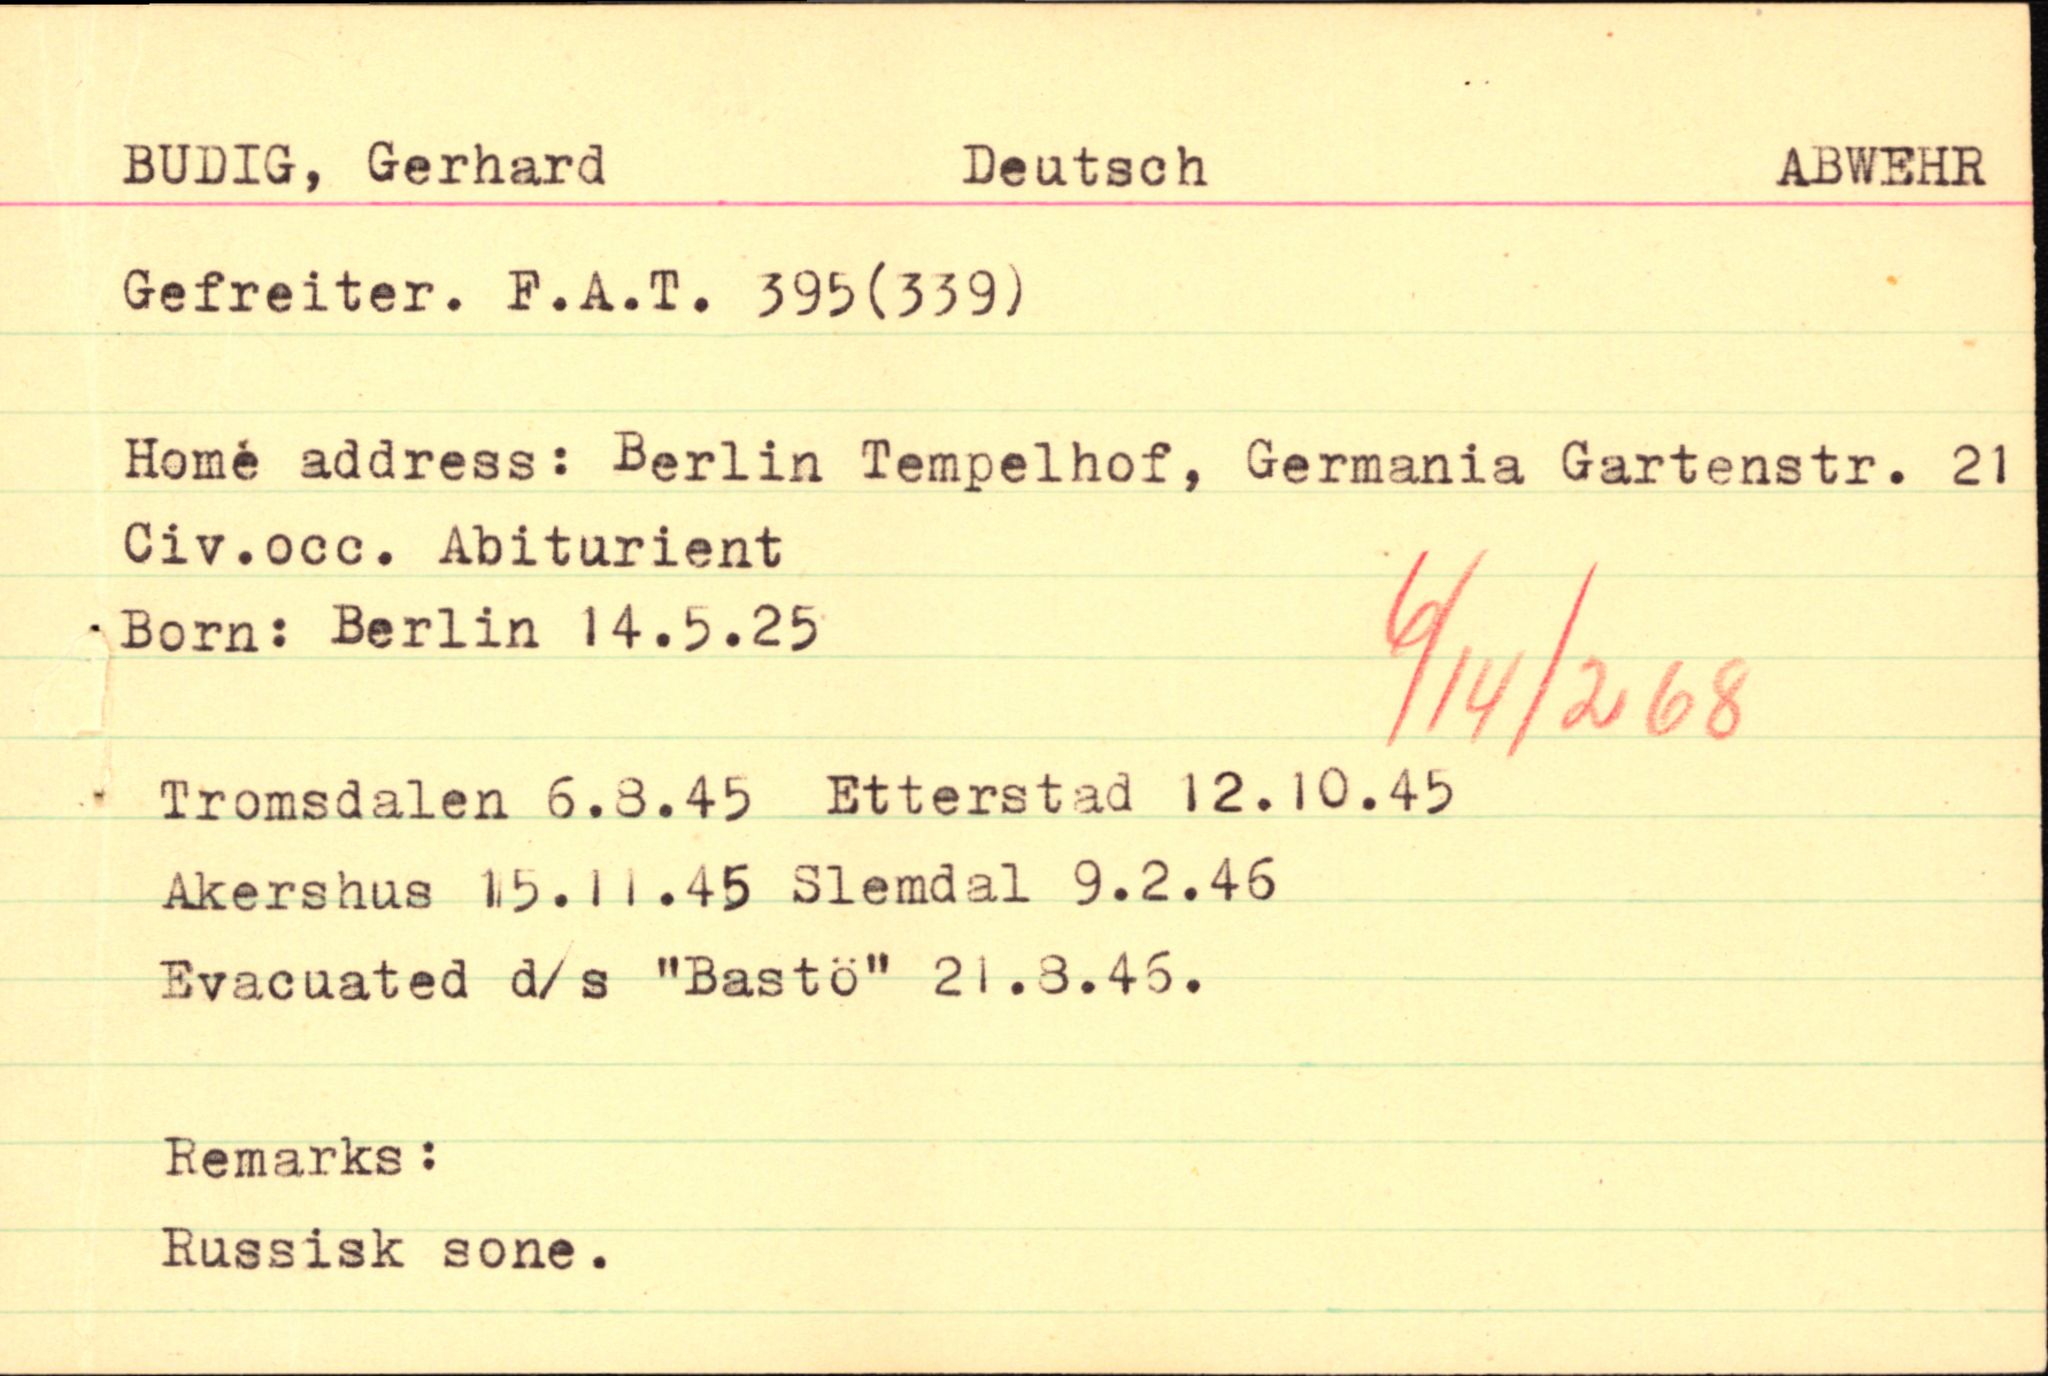 BUDIG, Gerhard Deutsch ABWEHR
Gefreiter. F.A.T. 395(339)
Home address: Berlin Tempelhof, Germania Gartenstr. 21
Civ.occ. Abiturient
Born: Berlin 14.5.25
6/14/268
Tromsdalen 6.8.45 Etterstad 12.10.45
Akershus 15.11.45 Slemdal 9.2.46
Evacuated d/s "Bastö" 21.8.46.
Remarks:
Russisk sone.